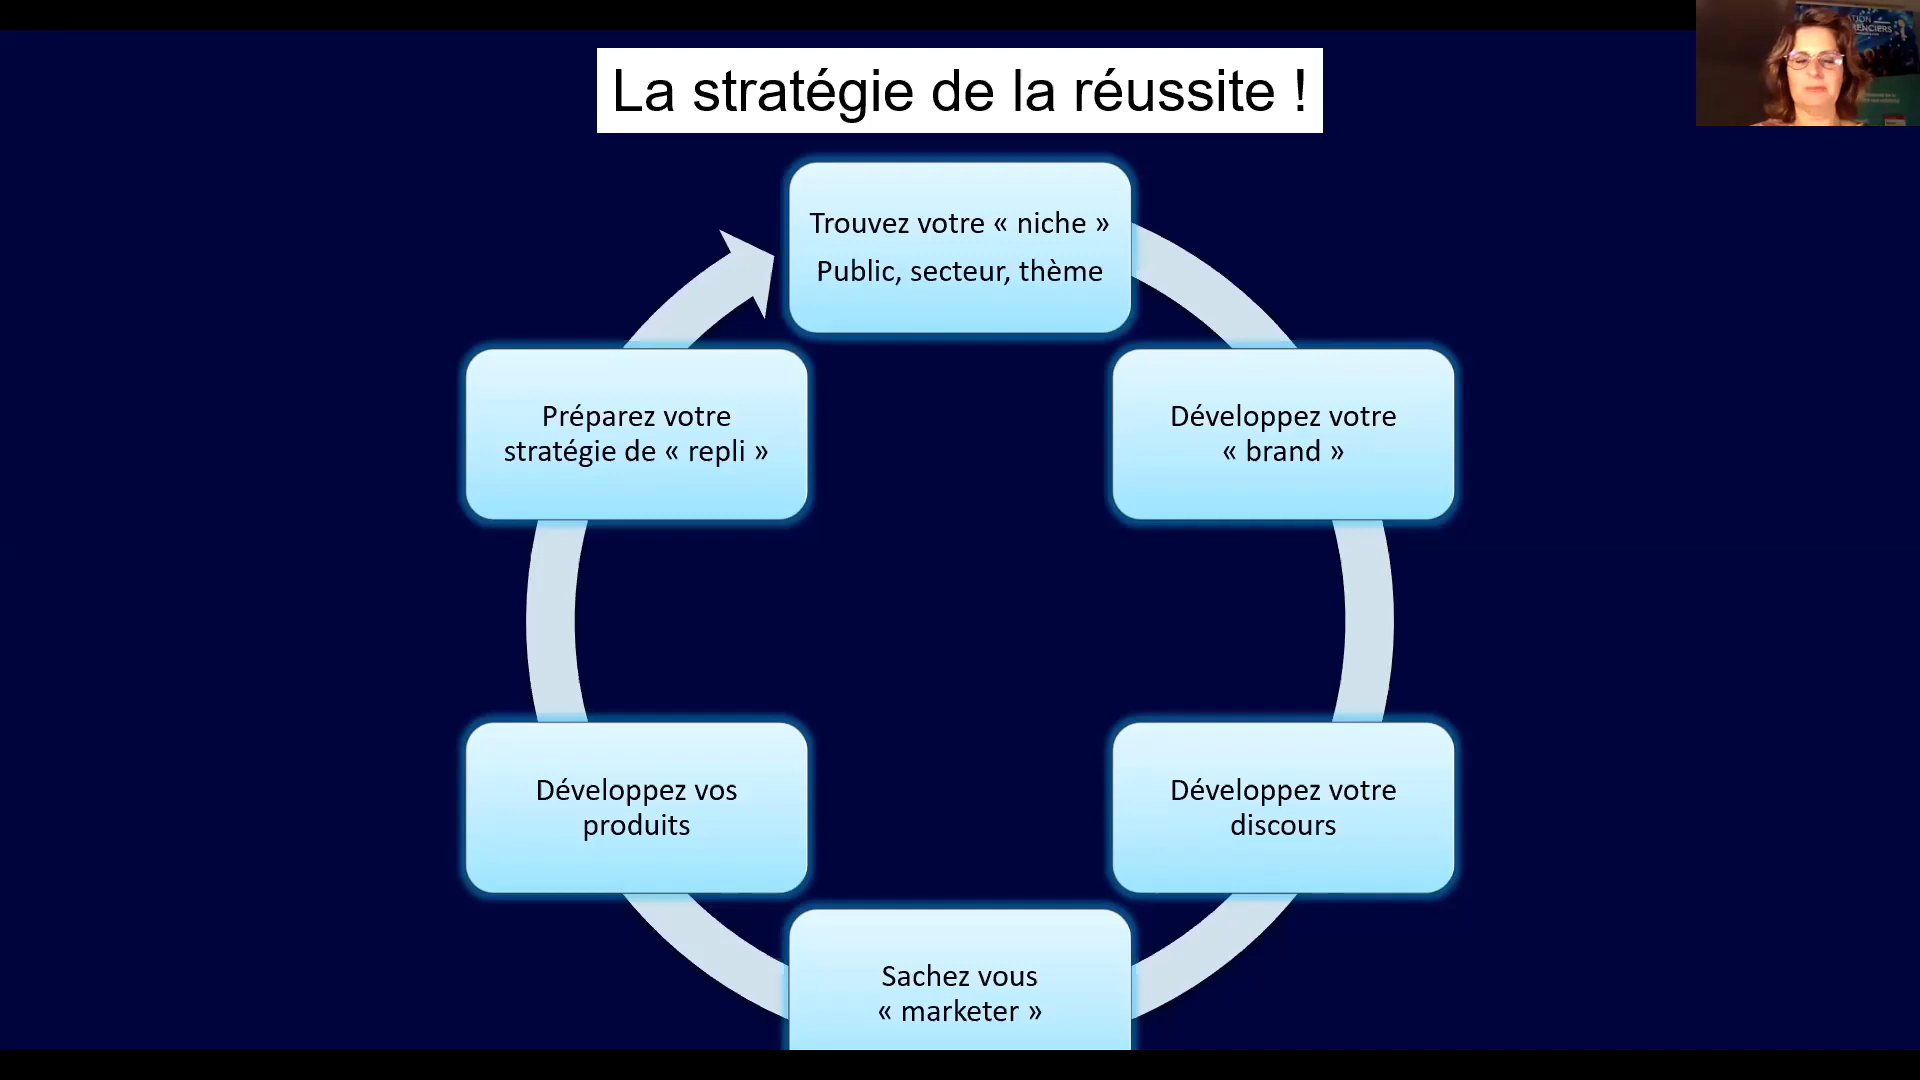 La stratégie de la réussite !
Trouvez votre « niche »
Public, secteur, thème
Développez votre
« brand »
Développez votre
discours
Sachez vous
« marketer »
Développez vos
produits
Préparez votre
stratégie de « repli »